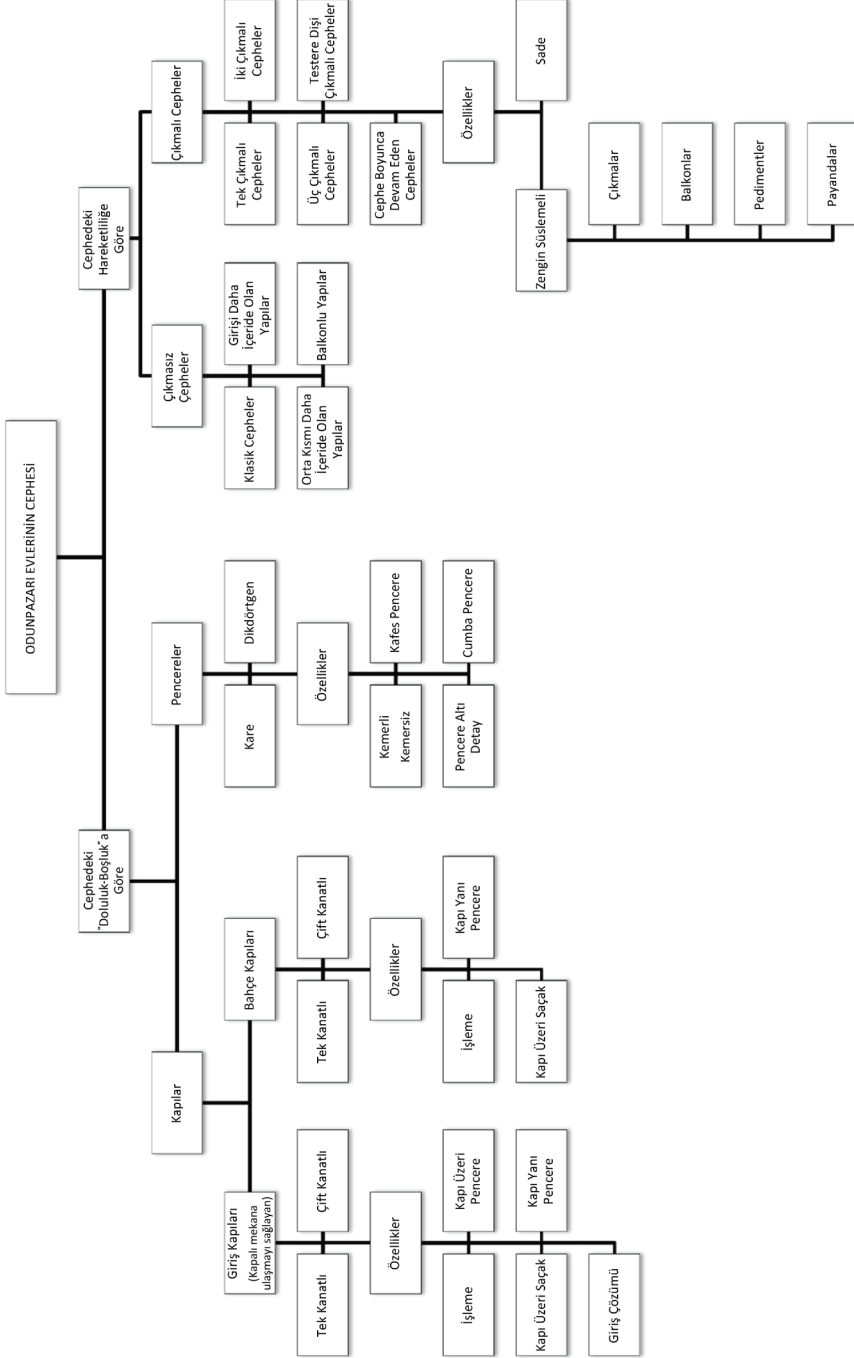 ODUNPAZARI EVLERİNİN CEPHESİ
Cephedeki
"Doluluk-Boşluk"a
Göre
Cephedeki
Hareketiliğe
Göre
Kapılar
Pencereler
Çıkmasız
Çepheler
Çıkmalı Cepheler
Giriş Kapıları
(Kapalı mekana
ulaşmayı sağlayan)
Bahçe Kapıları
Tek Kanatlı
Çift Kanatlı
Özellikler
İşleme
Kapı Üzeri
Pencere
Kapı Üzeri Saçak
Kapı Yanı
Pencere
Giriş Çözümü
Tek Kanatlı
Çift Kanatlı
Özellikler
İşleme
Kapı Yanı
Pencere
Kapı Üzeri Saçak
Kare
Dikdörtgen
Özellikler
Kemerli
Kemersiz
Kafes Pencere
Pencere Altı
Detay
Cumba Pencere
Klasik Cepheler
Girişi Daha
İçeride Olan
Yapılar
Orta Kısmı Daha
İçeride Olan
Yapılar
Balkonlu Yapılar
Tek Çıkmalı
Cepheler
İki Çıkmalı
Cepheler
Üç Çıkmalı
Cepheler
Testere Dişi
Çıkmalı Cepheler
Cephe Boyunca
Devam Eden
Cepheler
Özellikler
Zengin Süslemeli
Sade
Çıkmalar
Balkonlar
Pedimentler
Payandalar